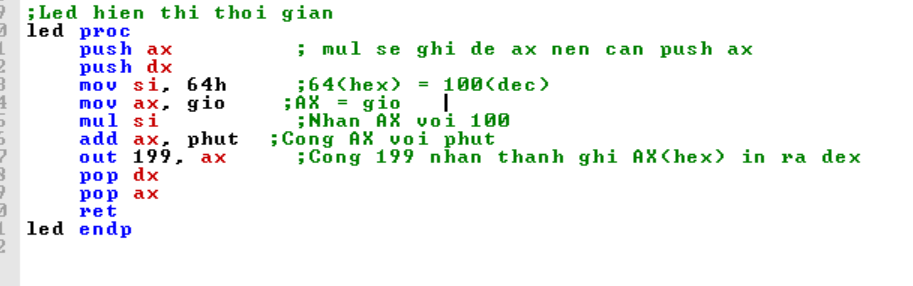 ;Led hien thi thoi gian
led proc
push ax ; mul se ghi de ax nen can push ax
push dx
mov si, 64h ;64(hex) = 100(dec)
mov ax, gio ;AX = gio
mul si ;Nhan AX voi 100
add ax, phut ;Cong AX voi phut
out 199, ax ;Cong 199 nhan thanh ghi AX(hex) in ra dex
pop dx
pop ax
ret
led endp